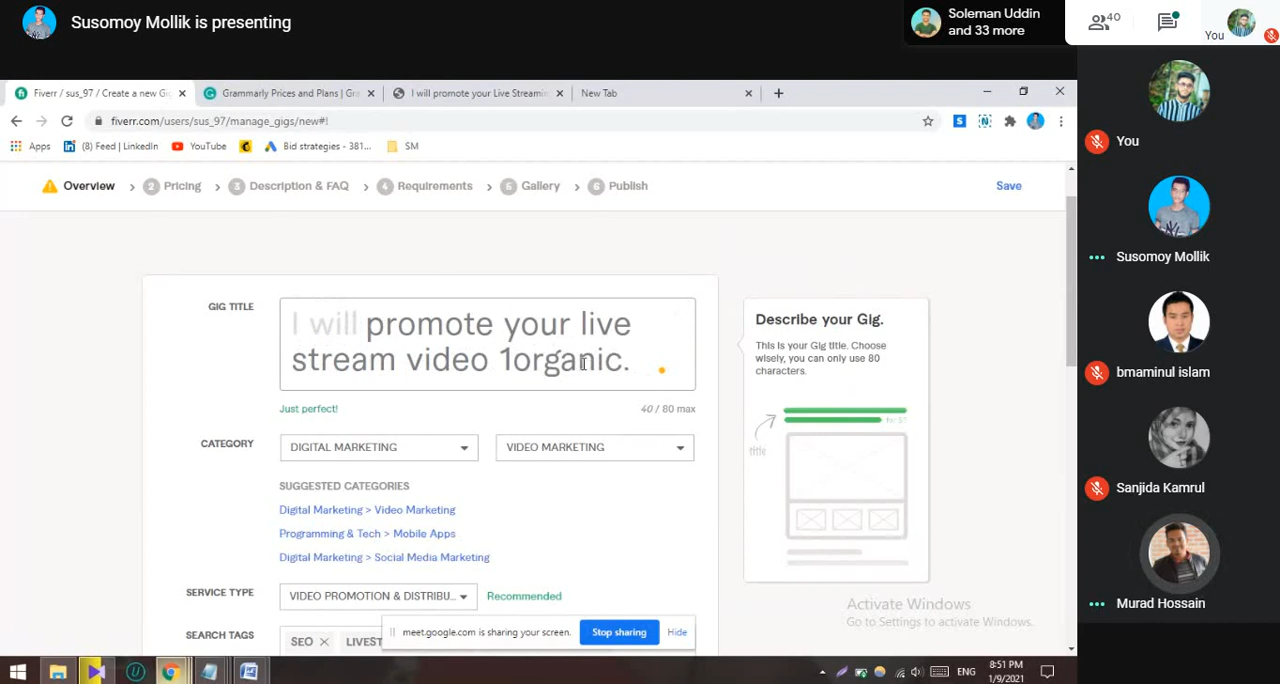 Susomoy Mollik is presenting
Soleman Uddin
and 33 more
40
You
Fiverr / sus_97 / Create a new Gi
Grammarly Prices and Plans | Gra
I will promote your Live Streamin
New Tab
fiverr.com/users/sus_97/manage_gigs/new#!
Apps
(8) Feed | LinkedIn
YouTube
Bid strategies - 381...
SM
Overview
2 Pricing
3 Description & FAQ
4 Requirements
5 Gallery
6 Publish
Save
GIG TITLE
I will promote your live
stream video 1organic.
Just perfect!
40 / 80 max
Describe your Gig.
This is your Gig title. Choose
wisely, you can only use 80
characters.
title
CATEGORY
DIGITAL MARKETING
VIDEO MARKETING
SUGGESTED CATEGORIES
Digital Marketing > Video Marketing
Programming & Tech > Mobile Apps
Digital Marketing > Social Media Marketing
SERVICE TYPE
VIDEO PROMOTION & DISTRIBU...
Recommended
SEARCH TAGS
SEO
LIVEST
meet.google.com is sharing your screen.
Stop sharing
Hide
Activate Windows
Go to Settings to activate Windows.
ENG
8:51 PM
1/9/2021
You
Susomoy Mollik
bmaminul islam
Sanjida Kamrul
Murad Hossain